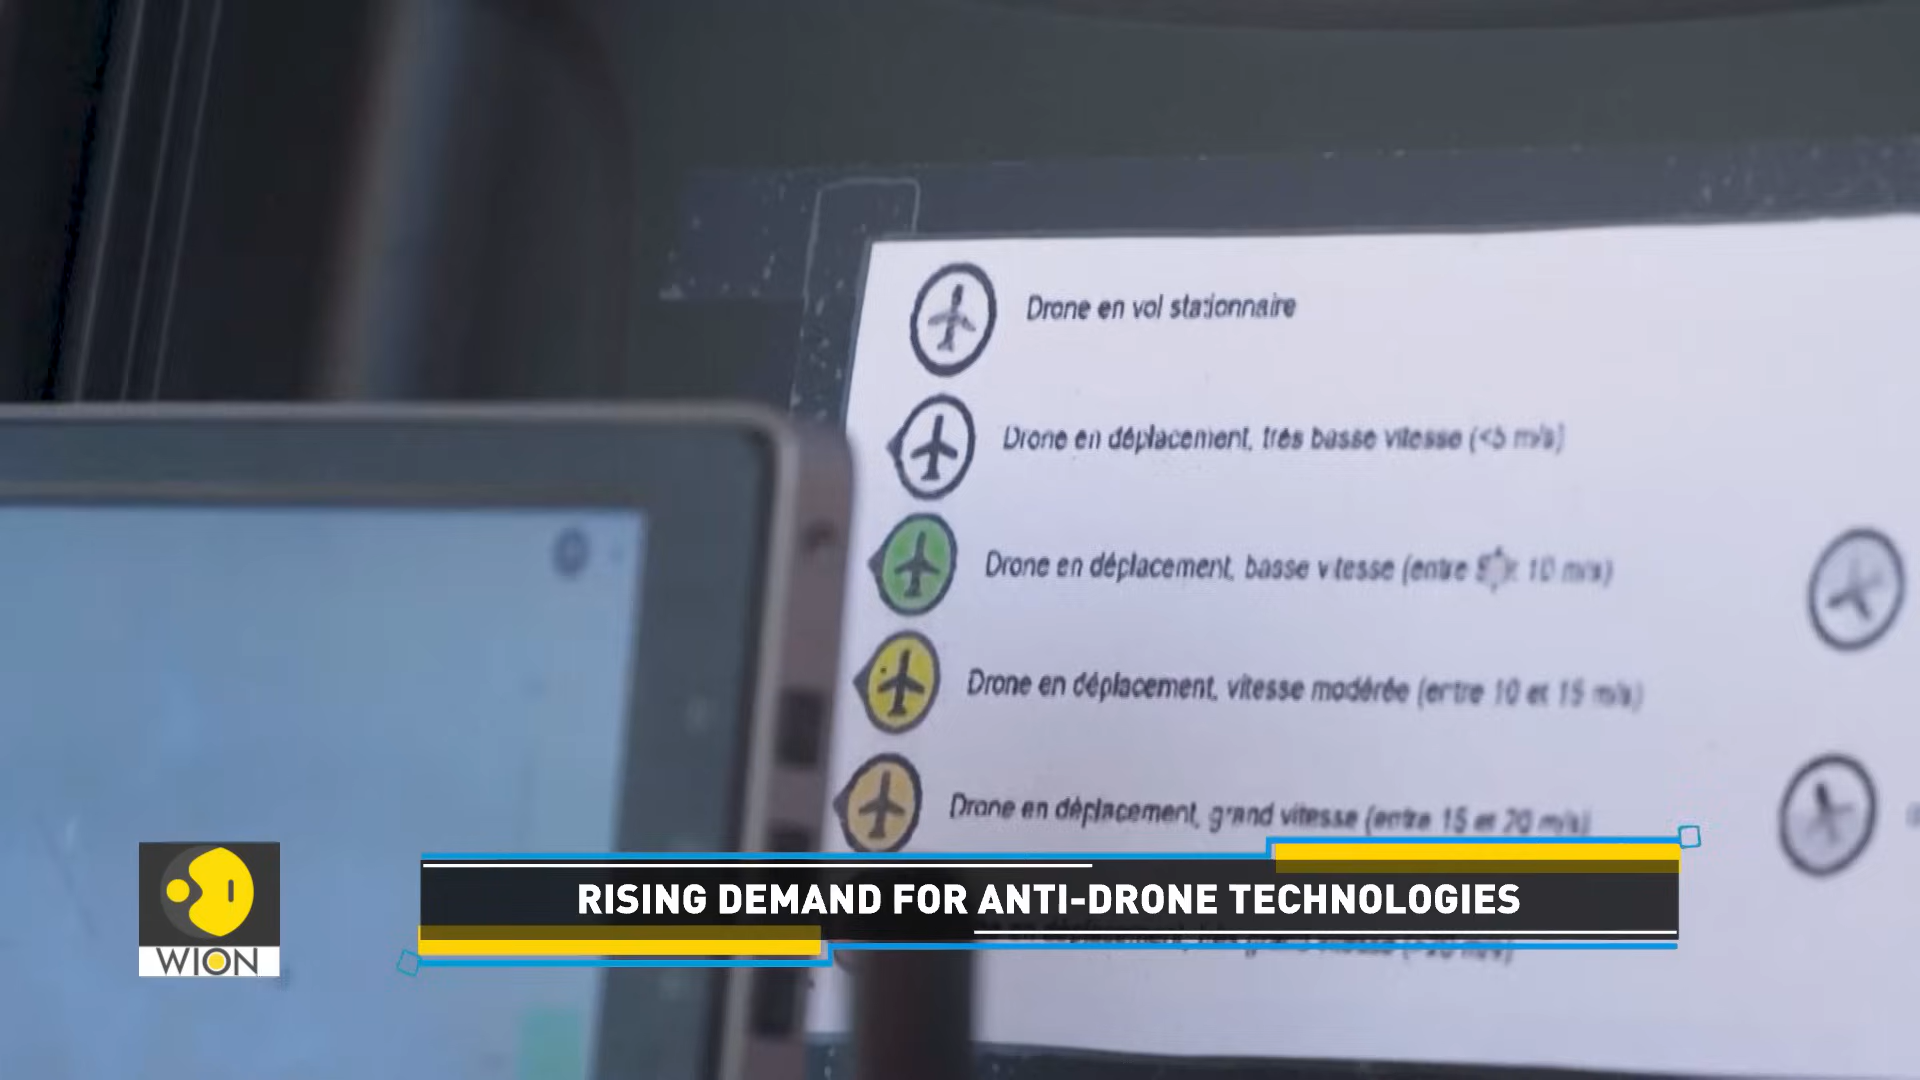 Drone en vol stationnaire
Drone en déplacement, très basse vitesse (<5 m/s)
Drone en déplacement, basse vitesse (entre 10 m/s)
Drone en déplacement, vitesse modérée (entre 10 et 15 m/s)
Drone en déplacement, grand vitesse (entre 15 et 20 m/s)
RISING DEMAND FOR ANTI-DRONE TECHNOLOGIES
WION